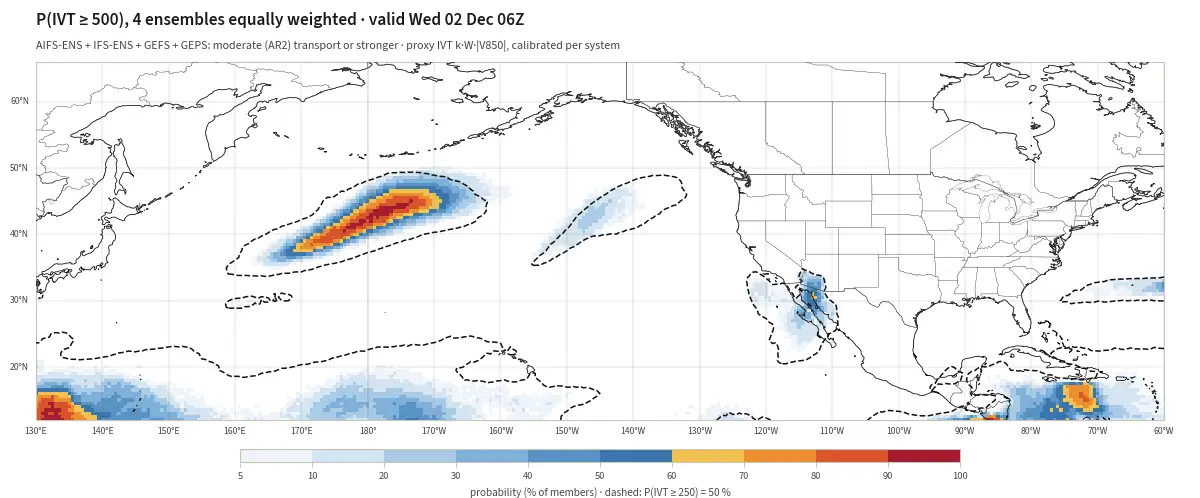 P(IVT ≥ 500), 4 ensembles equally weighted · valid Wed 02 Dec 06Z
AIFS-ENS + IFS-ENS + GEFS + GEPS: moderate (AR2) transport or stronger · proxy IVT k·W·|V850|, calibrated per system
60°N
50°N
40°N
30°N
20°N
130°E 140°E 150°E 160°E 170°E 180° 170°W 160°W 150°W 140°W 130°W 120°W 110°W 100°W 90°W 80°W 70°W 60°W
5 10 20 30 40 50 60 70 80 90 100
probability (% of members) · dashed: P(IVT ≥ 250) = 50 %